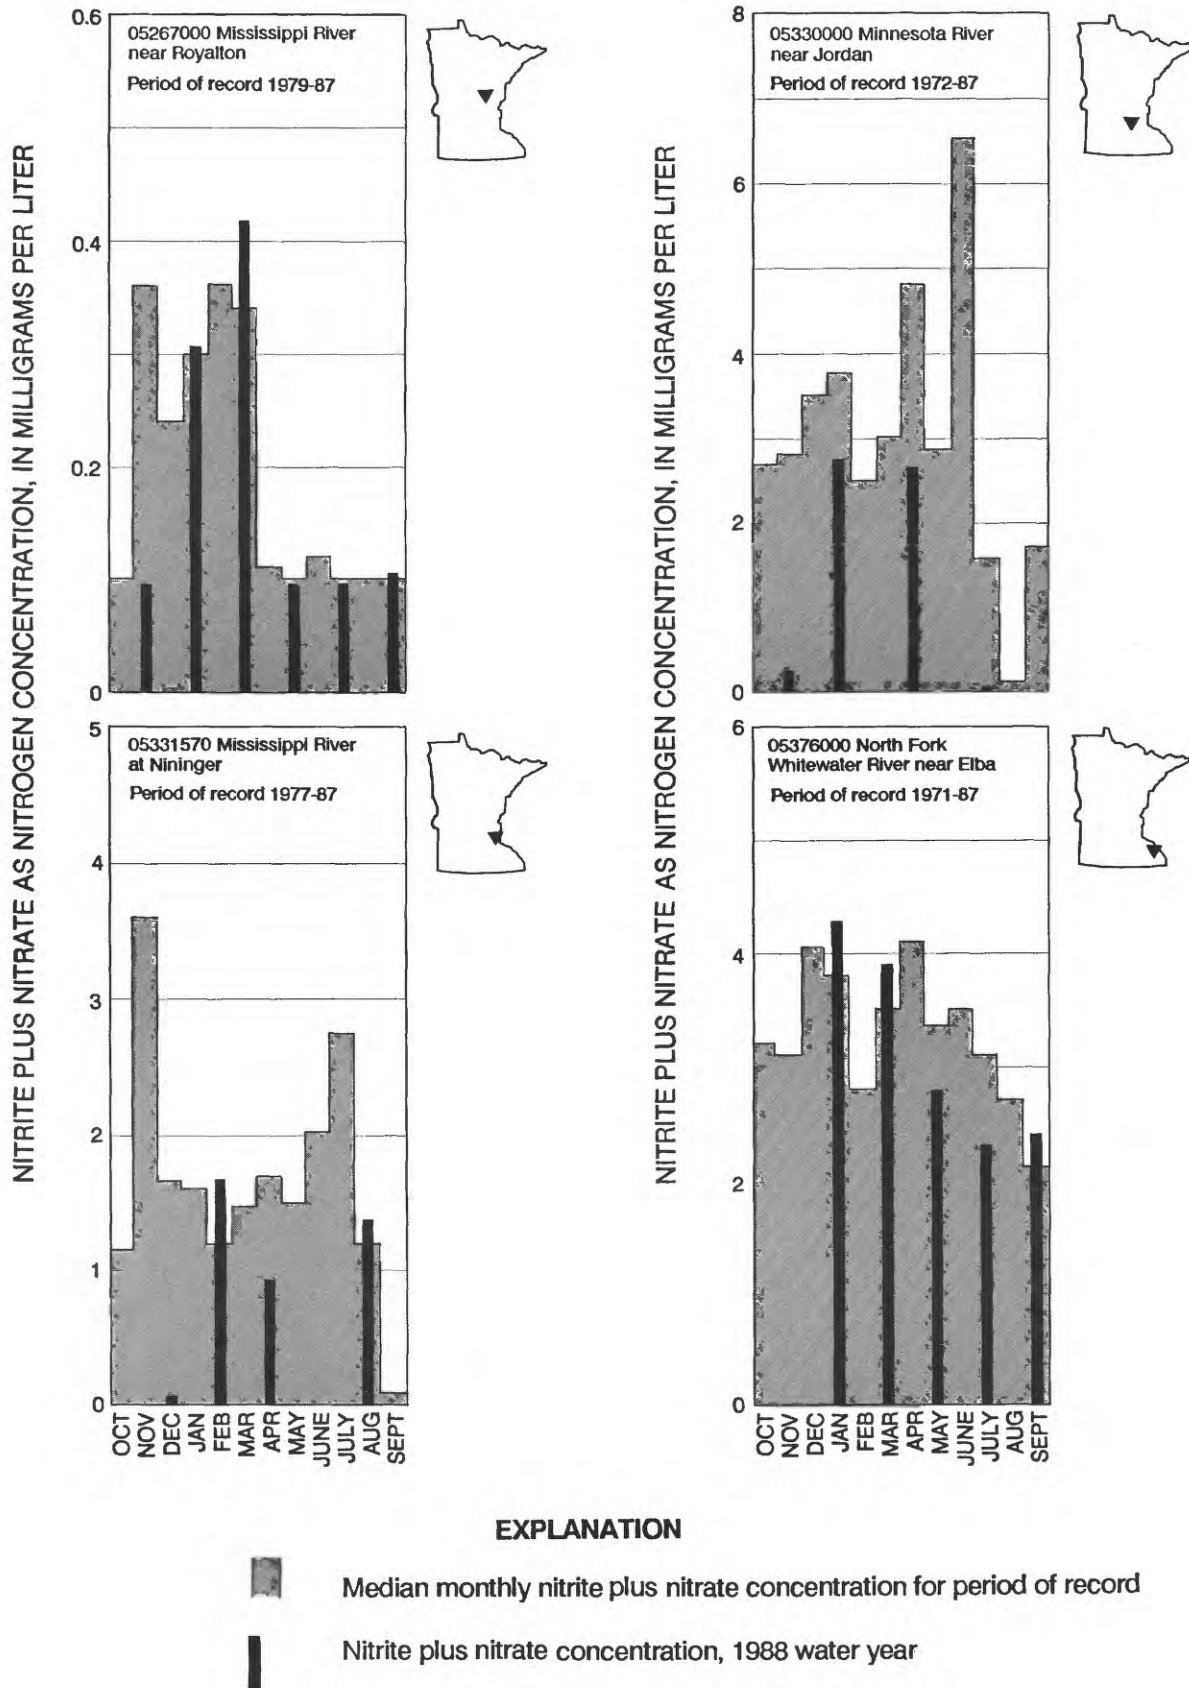 NITRITE PLUS NITRATE AS NITROGEN CONCENTRATION, IN MILLIGRAMS PER LITER
0.6
0.4
0.2
0
05267000 Mississippi River
near Royalton
Period of record 1979-87
NITRITE PLUS NITRATE AS NITROGEN CONCENTRATION, IN MILLIGRAMS PER LITER
8
6
4
2
0
05330000 Minnesota River
near Jordan
Period of record 1972-87
5
4
3
2
1
0
05331570 Mississippi River
at Nininger
Period of record 1977-87
OCT
NOV
DEC
JAN
FEB
MAR
APR
MAY
JUNE
JULY
AUG
SEPT
6
4
2
0
05376000 North Fork
Whitewater River near Elba
Period of record 1971-87
OCT
NOV
DEC
JAN
FEB
MAR
APR
MAY
JUNE
JULY
AUG
SEPT
EXPLANATION
Median monthly nitrite plus nitrate concentration for period of record
Nitrite plus nitrate concentration, 1988 water year